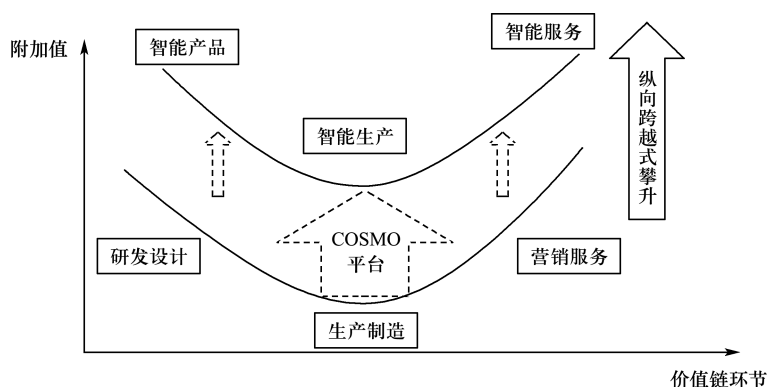 附加值
智能产品
智能服务
智能生产
纵向跨越式攀升
COSMO
平台
研发设计
营销服务
生产制造
价值链环节